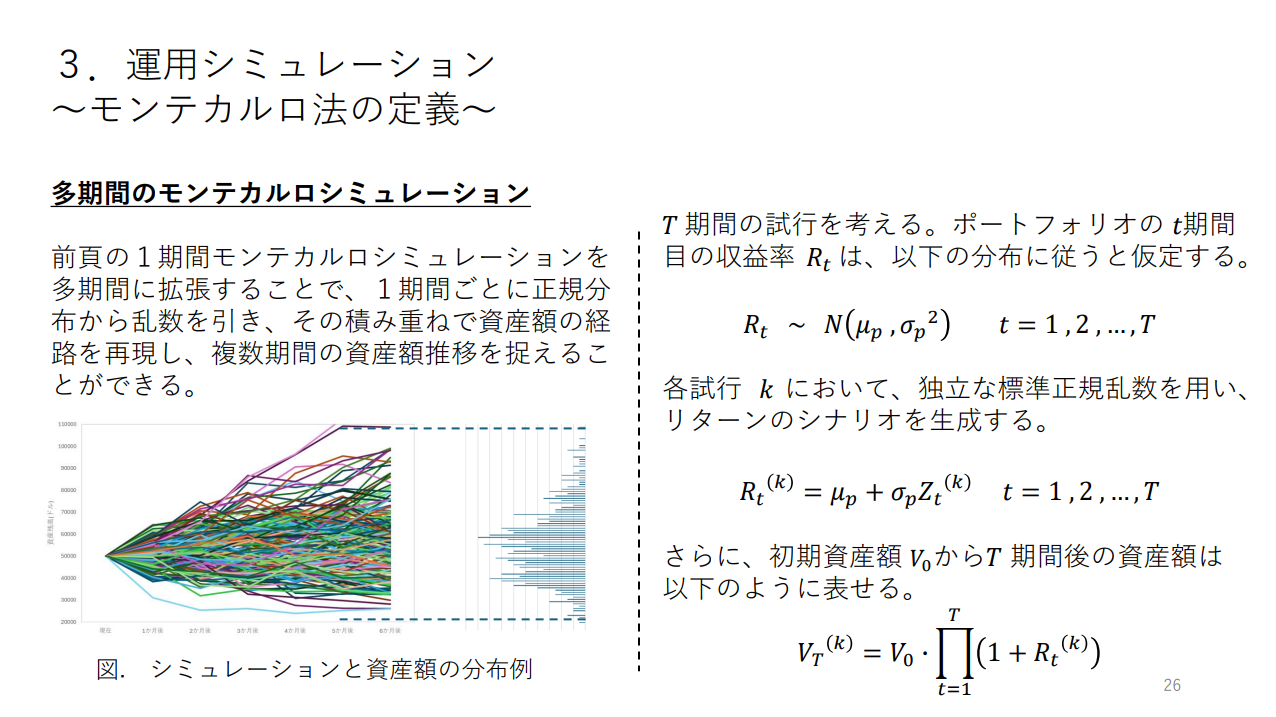 ３．運用シミュレーション
～モンテカルロ法の定義～
多期間のモンテカルロシミュレーション
前頁の１期間モンテカルロシミュレーションを
多期間に拡張することで、１期間ごとに正規分
布から乱数を引き、その積み重ねで資産額の経
路を再現し、複数期間の資産額推移を捉えるこ
とができる。
110000
100000
90000
80000
70000
60000
50000
40000
30000
20000
資産残高(ドル)
現在 1か月後 2か月後 3か月後 4か月後 5か月後 6か月後
図． シミュレーションと資産額の分布例
T 期間の試行を考える。ポートフォリオの t期間
目の収益率 R_t は、以下の分布に従うと仮定する。
R_t ～ N(μ_p , σ_p²) t = 1 , 2 , … , T
各試行 k において、独立な標準正規乱数を用い、
リターンのシナリオを生成する。
R_t^(k) = μ_p + σ_p Z_t^(k) t = 1 , 2 , … , T
さらに、初期資産額 V_0 から T 期間後の資産額は
以下のように表せる。
V_T^(k) = V_0 · ∏_{t=1}^{T} (1 + R_t^(k))
26